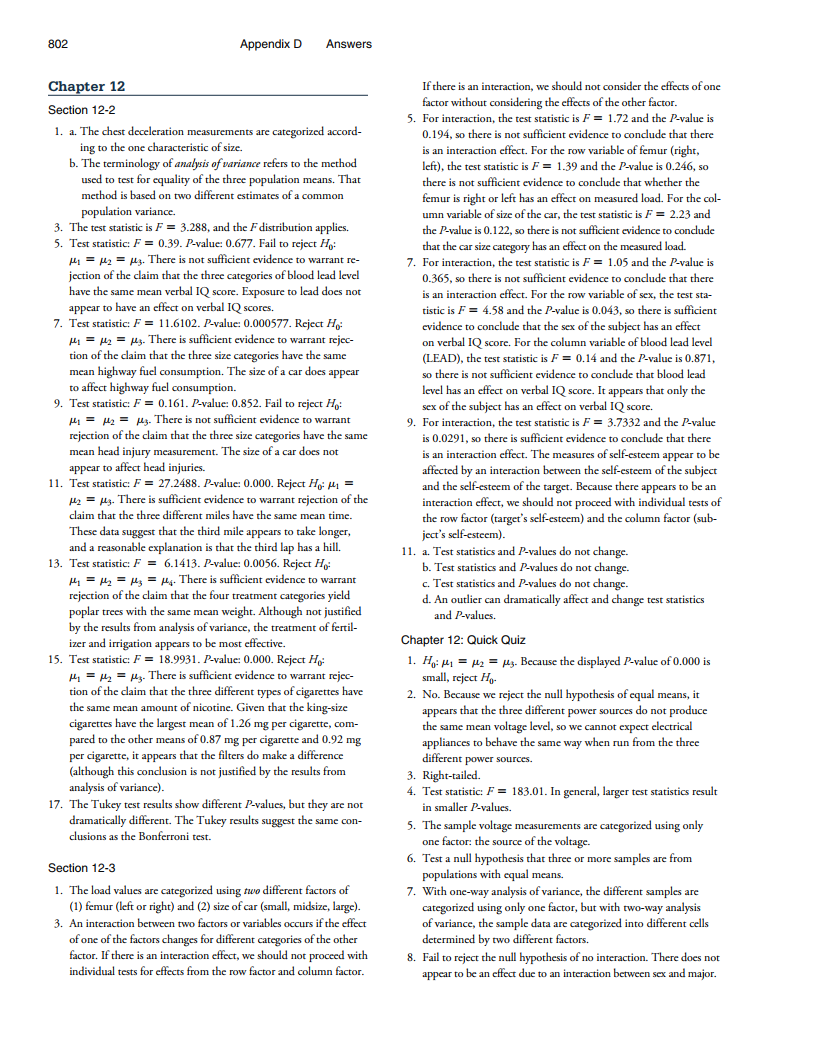 802
Appendix D Answers
Chapter 12
Section 12-2
1. a. The chest deceleration measurements are categorized accord-
ing to the one characteristic of size.
b. The terminology of analysis of variance refers to the method
used to test for equality of the three population means. That
method is based on two different estimates of a common
population variance.
3. The test statistic is F = 3.288, and the F distribution applies.
5. Test statistic: F = 0.39. P-value: 0.677. Fail to reject H₀:
μ₁ = μ₂ = μ₃. There is not sufficient evidence to warrant re-
jection of the claim that the three categories of blood lead level
have the same mean verbal IQ score. Exposure to lead does not
appear to have an effect on verbal IQ scores.
7. Test statistic: F = 11.6102. P-value: 0.000577. Reject H₀:
μ₁ = μ₂ = μ₃. There is sufficient evidence to warrant rejec-
tion of the claim that the three size categories have the same
mean highway fuel consumption. The size of a car does appear
to affect highway fuel consumption.
9. Test statistic: F = 0.161. P-value: 0.852. Fail to reject H₀:
μ₁ = μ₂ = μ₃. There is not sufficient evidence to warrant
rejection of the claim that the three size categories have the same
mean head injury measurement. The size of a car does not
appear to affect head injuries.
11. Test statistic: F = 27.2488. P-value: 0.000. Reject H₀: μ₁ =
μ₂ = μ₃. There is sufficient evidence to warrant rejection of the
claim that the three different miles have the same mean time.
These data suggest that the third mile appears to take longer,
and a reasonable explanation is that the third lap has a hill.
13. Test statistic: F = 6.1413. P-value: 0.0056. Reject H₀:
μ₁ = μ₂ = μ₃ = μ₄. There is sufficient evidence to warrant
rejection of the claim that the four treatment categories yield
poplar trees with the same mean weight. Although not justified
by the results from analysis of variance, the treatment of fertil-
izer and irrigation appears to be most effective.
15. Test statistic: F = 18.9931. P-value: 0.000. Reject H₀:
μ₁ = μ₂ = μ₃. There is sufficient evidence to warrant rejec-
tion of the claim that the three different types of cigarettes have
the same mean amount of nicotine. Given that the king-size
cigarettes have the largest mean of 1.26 mg per cigarette, com-
pared to the other means of 0.87 mg per cigarette and 0.92 mg
per cigarette, it appears that the filters do make a difference
(although this conclusion is not justified by the results from
analysis of variance).
17. The Tukey test results show different P-values, but they are not
dramatically different. The Tukey results suggest the same con-
clusions as the Bonferroni test.
Section 12-3
1. The load values are categorized using two different factors of
(1) femur (left or right) and (2) size of car (small, midsize, large).
3. An interaction between two factors or variables occurs if the effect
of one of the factors changes for different categories of the other
factor. If there is an interaction effect, we should not proceed with
individual tests for effects from the row factor and column factor.
If there is an interaction, we should not consider the effects of one
factor without considering the effects of the other factor.
5. For interaction, the test statistic is F = 1.72 and the P-value is
0.194, so there is not sufficient evidence to conclude that there
is an interaction effect. For the row variable of femur (right,
left), the test statistic is F = 1.39 and the P-value is 0.246, so
there is not sufficient evidence to conclude that whether the
femur is right or left has an effect on measured load. For the col-
umn variable of size of the car, the test statistic is F = 2.23 and
the P-value is 0.122, so there is not sufficient evidence to conclude
that the car size category has an effect on the measured load.
7. For interaction, the test statistic is F = 1.05 and the P-value is
0.365, so there is not sufficient evidence to conclude that there
is an interaction effect. For the row variable of sex, the test sta-
tistic is F = 4.58 and the P-value is 0.043, so there is sufficient
evidence to conclude that the sex of the subject has an effect
on verbal IQ score. For the column variable of blood lead level
(LEAD), the test statistic is F = 0.14 and the P-value is 0.871,
so there is not sufficient evidence to conclude that blood lead
level has an effect on verbal IQ score. It appears that only the
sex of the subject has an effect on verbal IQ score.
9. For interaction, the test statistic is F = 3.7332 and the P-value
is 0.0291, so there is sufficient evidence to conclude that there
is an interaction effect. The measures of self-esteem appear to be
affected by an interaction between the self-esteem of the subject
and the self-esteem of the target. Because there appears to be an
interaction effect, we should not proceed with individual tests of
the row factor (target's self-esteem) and the column factor (sub-
ject's self-esteem).
11. a. Test statistics and P-values do not change.
b. Test statistics and P-values do not change.
c. Test statistics and P-values do not change.
d. An outlier can dramatically affect and change test statistics
and P-values.
Chapter 12: Quick Quiz
1. H₀: μ₁ = μ₂ = μ₃. Because the displayed P-value of 0.000 is
small, reject H₀.
2. No. Because we reject the null hypothesis of equal means, it
appears that the three different power sources do not produce
the same mean voltage level, so we cannot expect electrical
appliances to behave the same way when run from the three
different power sources.
3. Right-tailed.
4. Test statistic: F = 183.01. In general, larger test statistics result
in smaller P-values.
5. The sample voltage measurements are categorized using only
one factor: the source of the voltage.
6. Test a null hypothesis that three or more samples are from
populations with equal means.
7. With one-way analysis of variance, the different samples are
categorized using only one factor, but with two-way analysis
of variance, the sample data are categorized into different cells
determined by two different factors.
8. Fail to reject the null hypothesis of no interaction. There does not
appear to be an effect due to an interaction between sex and major.